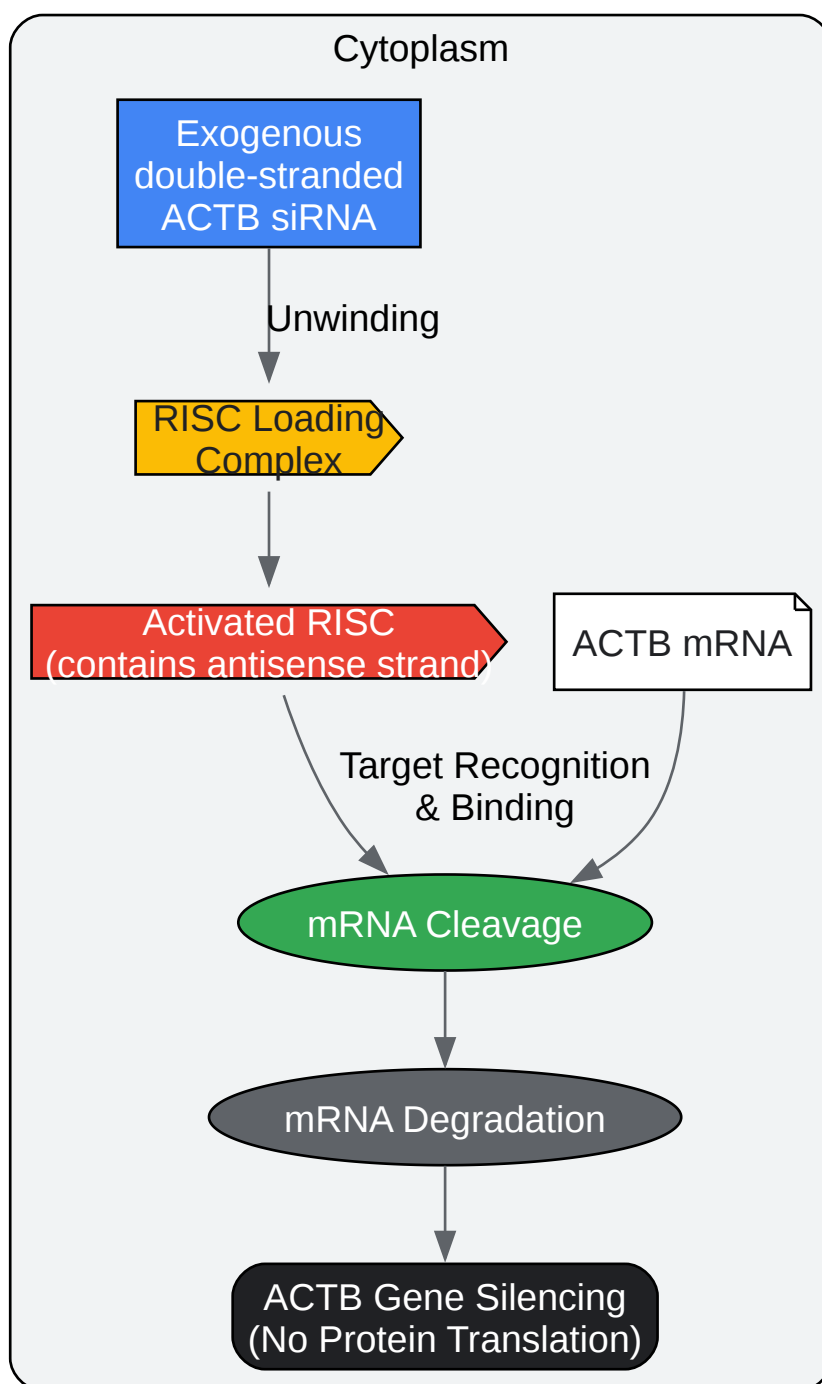 Cytoplasm
Exogenous
double-stranded
ACTB siRNA
Unwinding
RISC Loading
Complex
Activated RISC
(contains antisense strand)
ACTB mRNA
Target Recognition
& Binding
mRNA Cleavage
mRNA Degradation
ACTB Gene Silencing
(No Protein Translation)